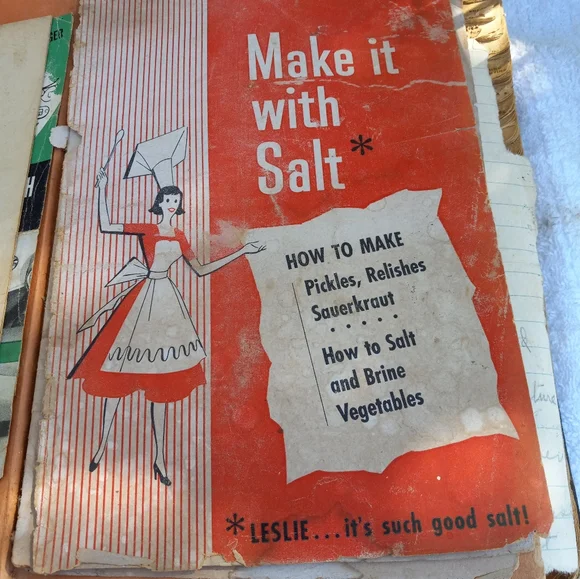 Make it
with
Salt*
HOW TO MAKE
Pickles, Relishes
Sauerkraut
• • • • •
How to Salt
and Brine
Vegetables
*LESLIE...it's such good salt!